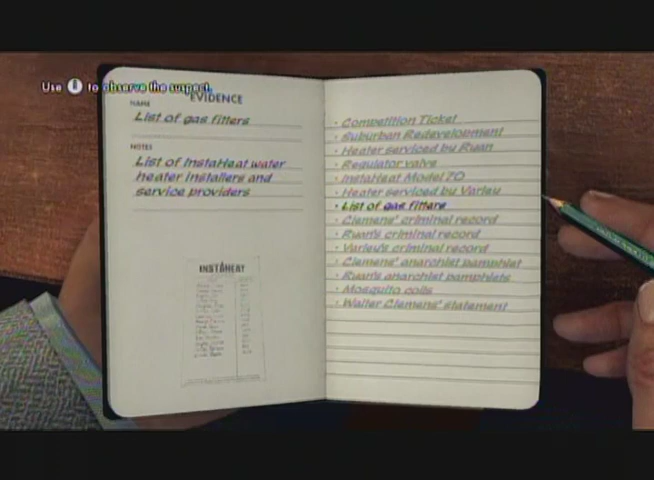 Use to observe the suspect.
EVIDENCE
NAME
List of gas fitters
NOTES
List of InstaHeat water
heater installers and
service providers
INSTAHEAT
· Competition Ticket
· Suburban Redevelopment
· Heater serviced by Ryan
· Regulator valve
· InstaHeat Model 70
· Heater serviced by Varley
· List of gas fitters
· Clemens' criminal record
· Ryan's criminal record
· Varley's criminal record
· Clemens' anarchist pamphlet
· Ryan's anarchist pamphlets
· Mosquito coils
· Walter Clemens' statement